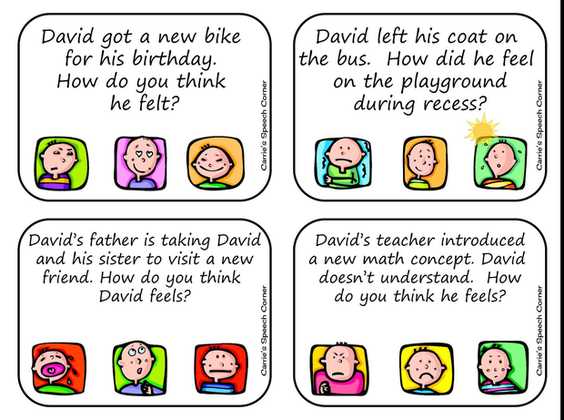 David got a new bike
for his birthday.
How do you think
he felt?
Carrie's Speech Corner
David left his coat on
the bus. How did he feel
on the playground
during recess?
Carrie's Speech Corner
David's father is taking David
and his sister to visit a new
friend. How do you think
David feels?
Carrie's Speech Corner
David's teacher introduced
a new math concept. David
doesn't understand. How
do you think he feels?
Carrie's Speech Corner